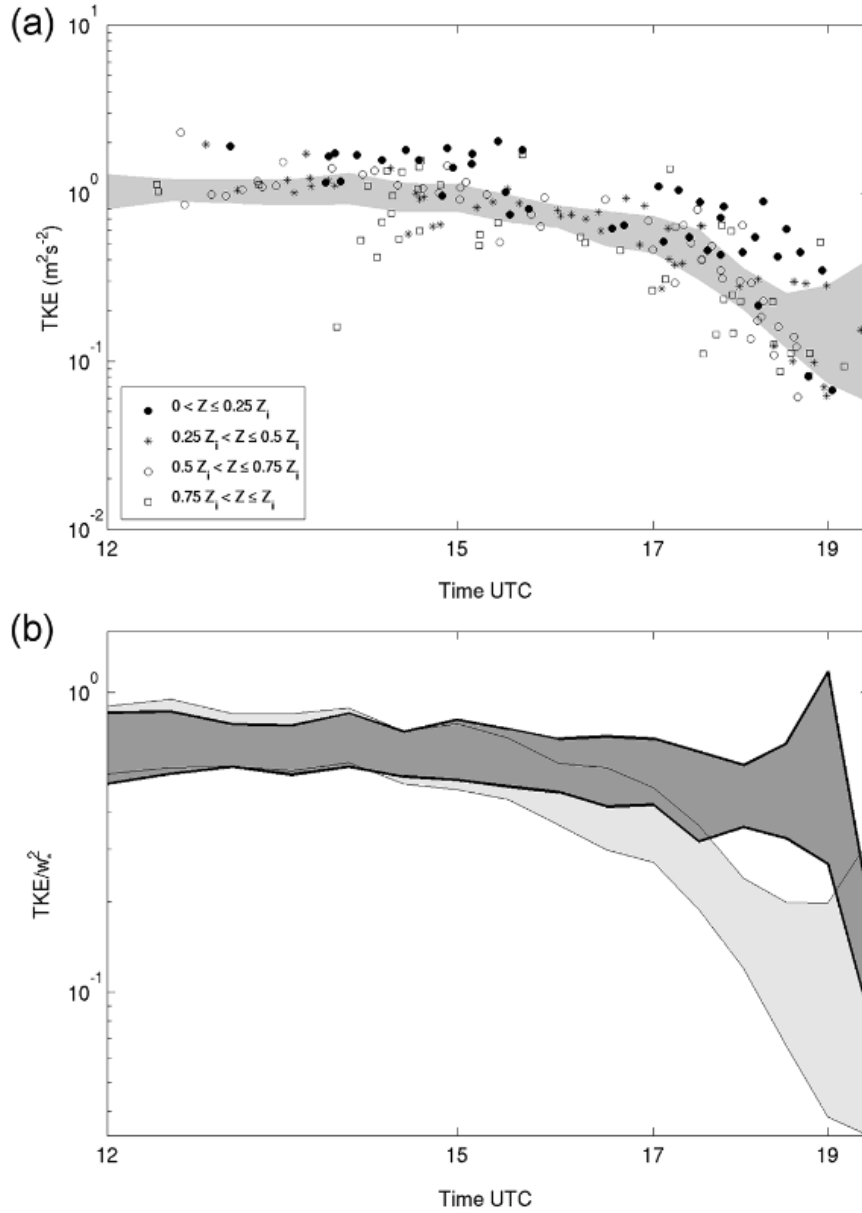 (a)
10^1
10^0
10^-1
10^-2
TKE (m^2s^-2)
0 < Z ≤ 0.25 Z_i
0.25 Z_i < Z ≤ 0.5 Z_i
0.5 Z_i < Z ≤ 0.75 Z_i
0.75 Z_i < Z ≤ Z_i
12 15 17 19
Time UTC
(b)
10^0
10^-1
TKE/w_*^2
12 15 17 19
Time UTC